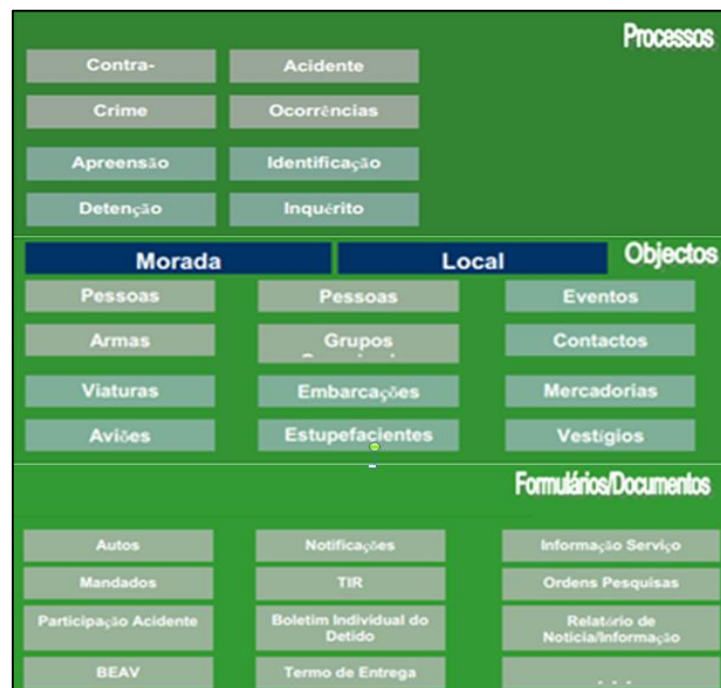 Processos
Contra-
Acidente
Crime
Ocorrências
Apreensão
Identificação
Detenção
Inquérito
Objectos
Morada
Local
Pessoas
Pessoas
Eventos
Armas
Grupos
Contactos
Viaturas
Embarcações
Mercadorias
Aviões
Estupefacientes
Vestígios
Formulários/Documentos
Autos
Notificações
Informação Serviço
Mandados
TIR
Ordens Pesquisas
Participação Acidente
Boletim Individual do
Detido
Relatório de
Noticia/Informação
BEAV
Termo de Entrega
. . .